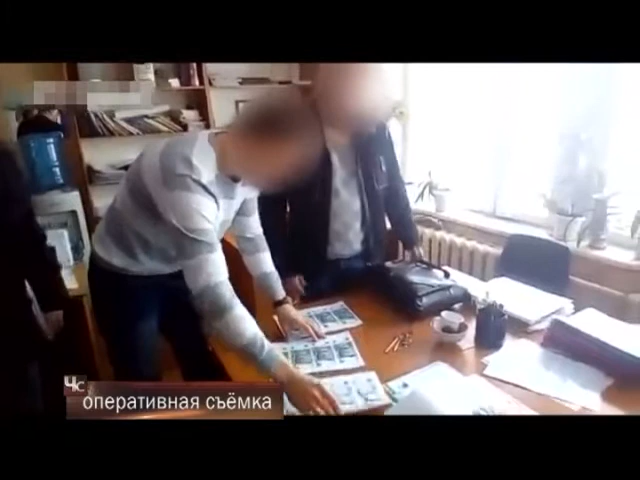 Чс
оперативная съёмка